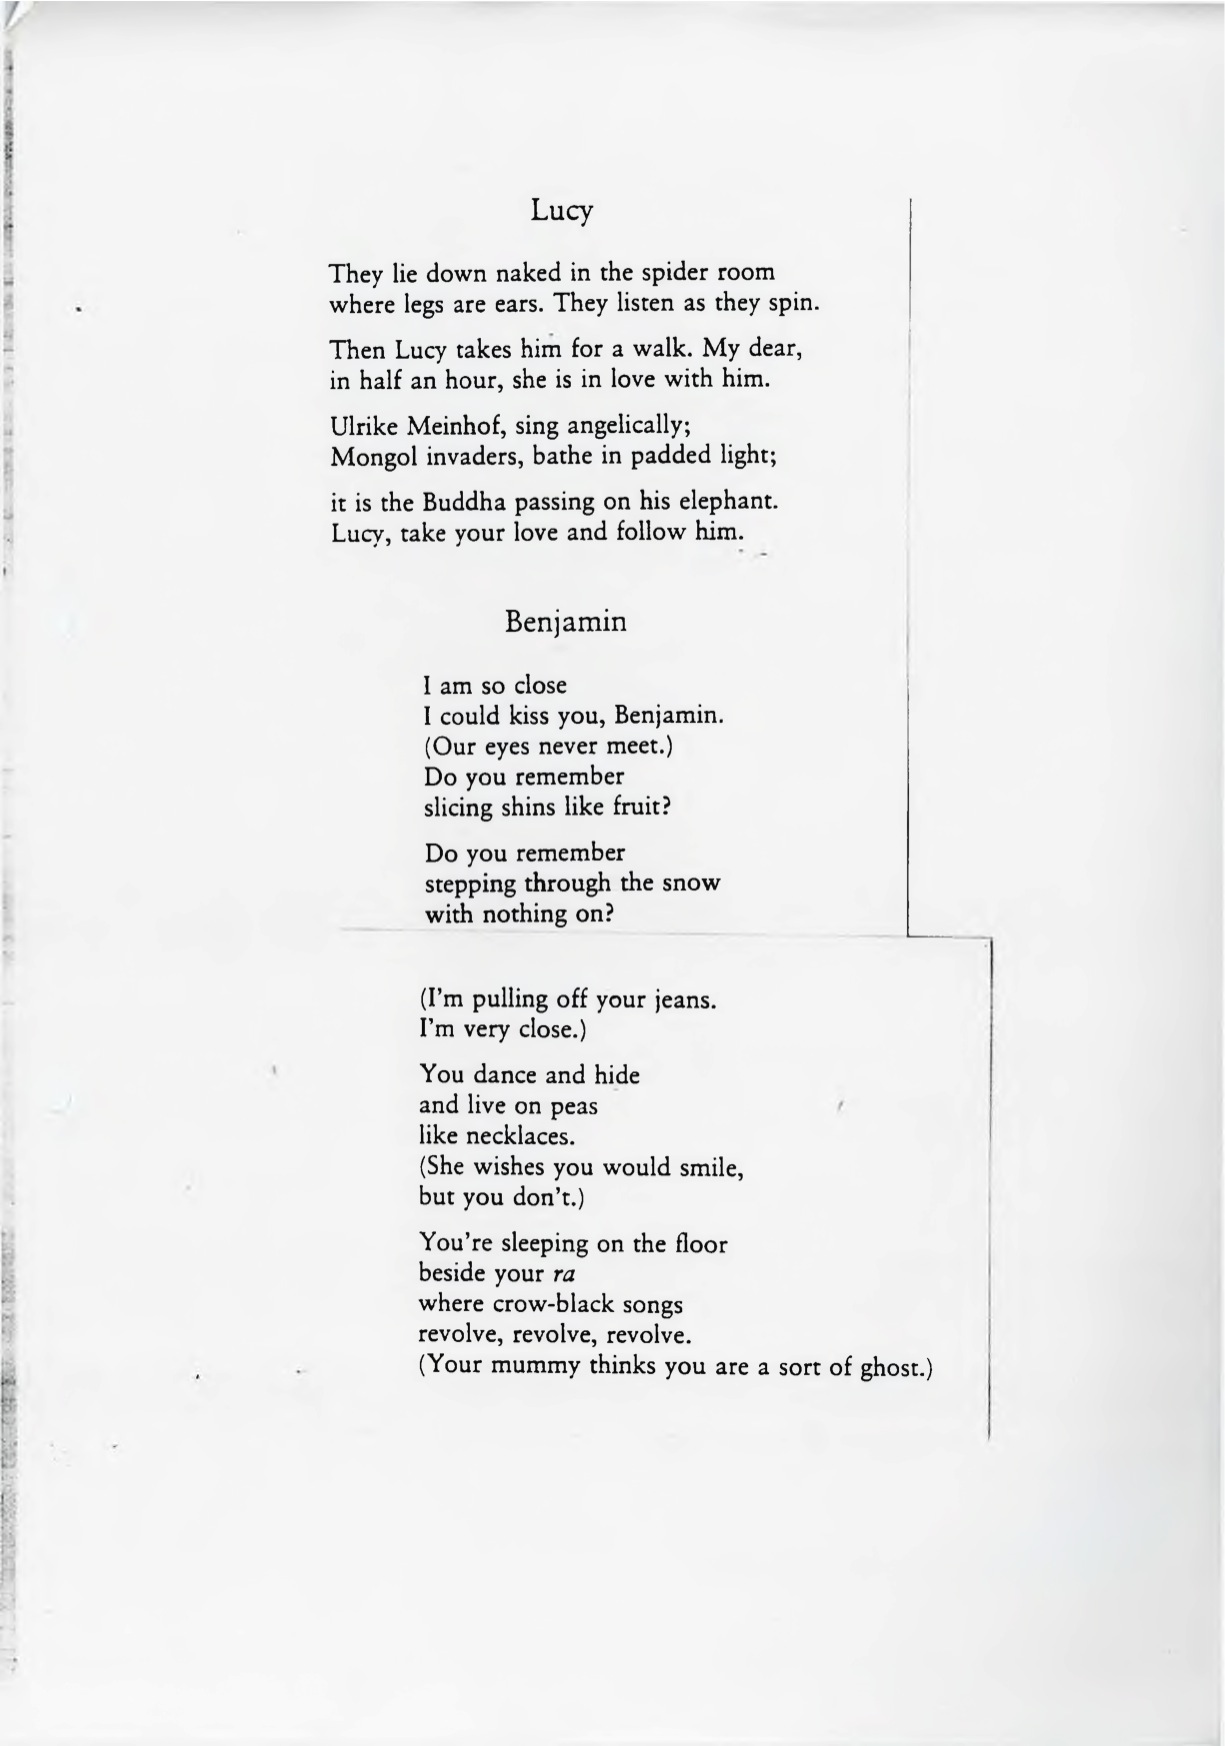 Lucy
They lie down naked in the spider room
where legs are ears. They listen as they spin.
Then Lucy takes him for a walk. My dear,
in half an hour, she is in love with him.
Ulrike Meinhof, sing angelically;
Mongol invaders, bathe in padded light;
it is the Buddha passing on his elephant.
Lucy, take your love and follow him.
Benjamin
I am so close
I could kiss you, Benjamin.
(Our eyes never meet.)
Do you remember
slicing shins like fruit?
Do you remember
stepping through the snow
with nothing on?
(I'm pulling off your jeans.
I'm very close.)
You dance and hide
and live on peas
like necklaces.
(She wishes you would smile,
but you don't.)
You're sleeping on the floor
beside your ra
where crow-black songs
revolve, revolve, revolve.
(Your mummy thinks you are a sort of ghost.)